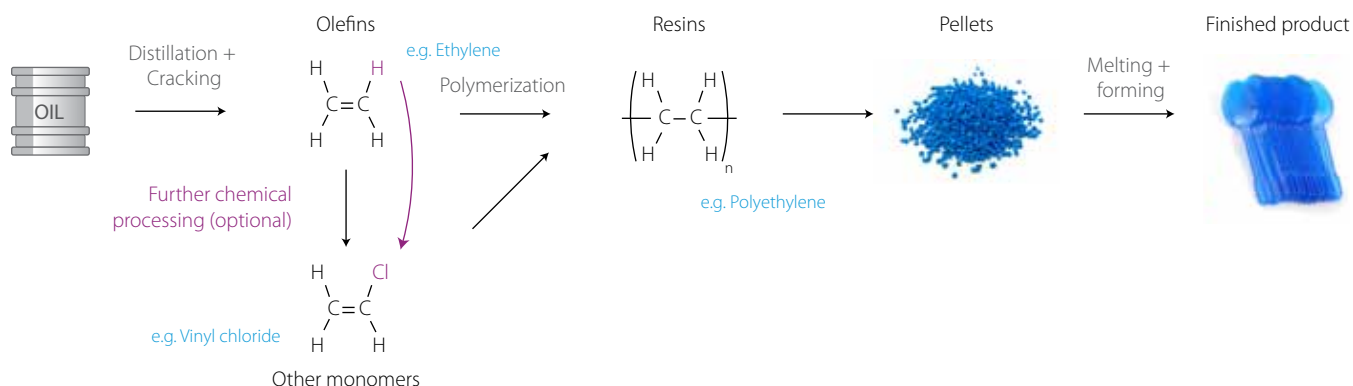 Olefins
Resins
Pellets
Finished product
Distillation +
Cracking
e.g. Ethylene
Polymerization
Melting +
forming
OIL
H
H
C=C
H
H
H
H
C–C
H
H
n
Further chemical
processing (optional)
e.g. Polyethylene
H
Cl
C=C
H
H
e.g. Vinyl chloride
Other monomers